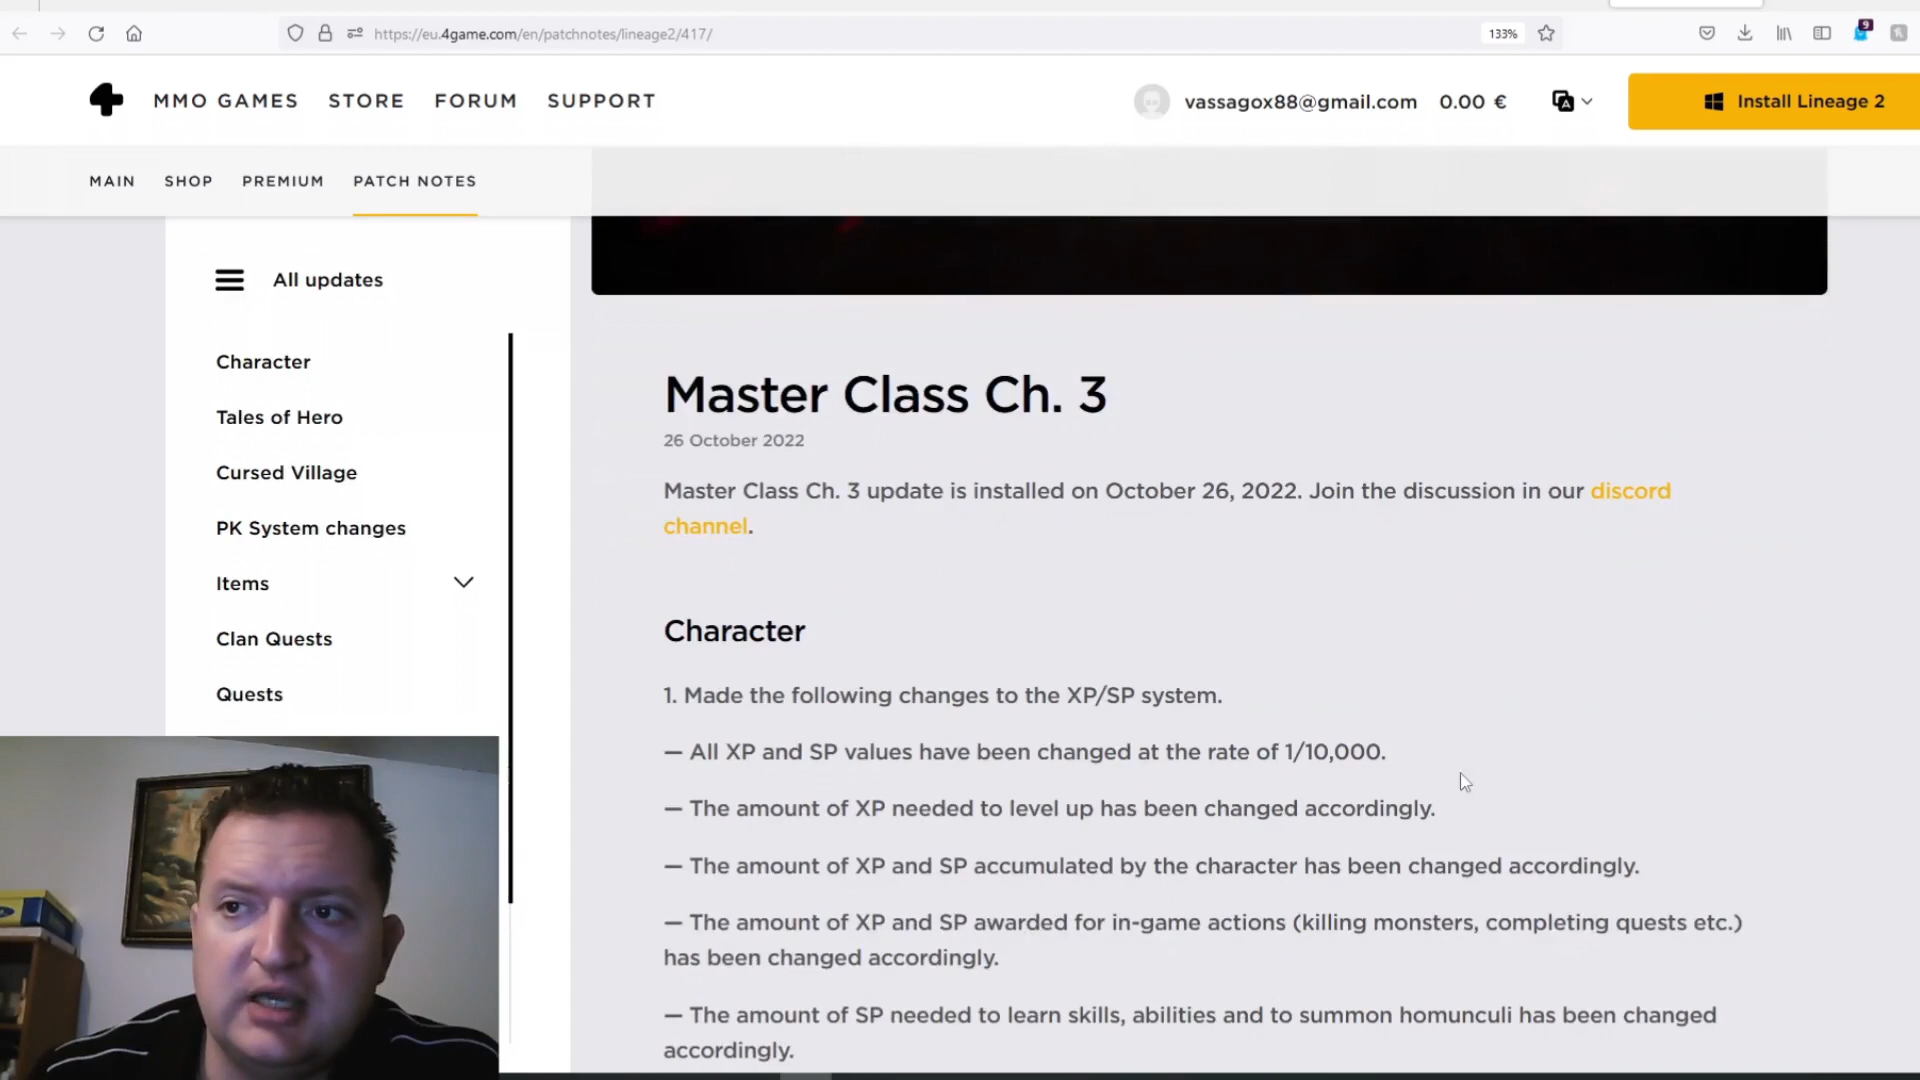 https://eu.4game.com/en/patchnotes/lineage2/417/
133%
9
MMO GAMES STORE FORUM SUPPORT
vassagox88@gmail.com 0.00 €
Install Lineage 2
MAIN SHOP PREMIUM PATCH NOTES
All updates
Character
Tales of Hero
Cursed Village
PK System changes
Items
Clan Quests
Quests
Master Class Ch. 3
26 October 2022
Master Class Ch. 3 update is installed on October 26, 2022. Join the discussion in our discord
channel.
Character
1. Made the following changes to the XP/SP system.
— All XP and SP values have been changed at the rate of 1/10,000.
— The amount of XP needed to level up has been changed accordingly.
— The amount of XP and SP accumulated by the character has been changed accordingly.
— The amount of XP and SP awarded for in-game actions (killing monsters, completing quests etc.)
has been changed accordingly.
— The amount of SP needed to learn skills, abilities and to summon homunculi has been changed
accordingly.